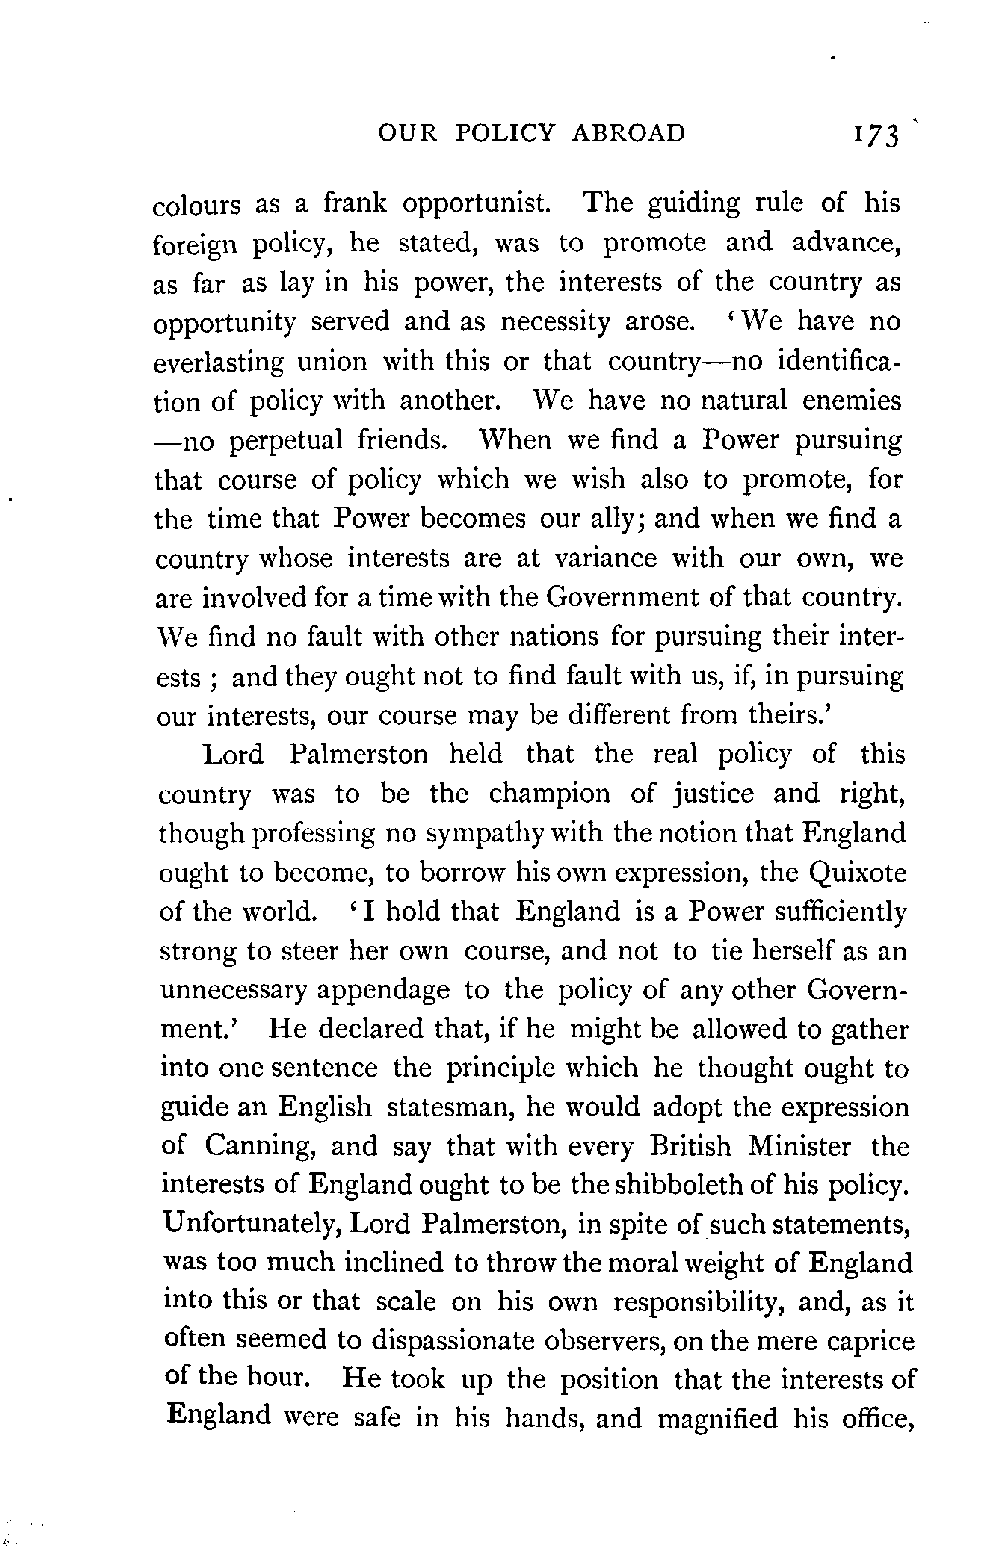 OUR POLICY ABROAD 173
colours as a frank opportunist. The guiding rule of his
foreign policy, he stated, was to promote and advance,
as far as lay in his power, the interests of the country as
opportunity served and as necessity arose. ‘We have no
everlasting union with this or that country—no identifica-
tion of policy with another. We have no natural enemies
—no perpetual friends. When we find a Power pursuing
that course of policy which we wish also to promote, for
the time that Power becomes our ally; and when we find a
country whose interests are at variance with our own, we
are involved for a time with the Government of that country.
We find no fault with other nations for pursuing their inter-
ests ; and they ought not to find fault with us, if, in pursuing
our interests, our course may be different from theirs.’
Lord Palmerston held that the real policy of this
country was to be the champion of justice and right,
though professing no sympathy with the notion that England
ought to become, to borrow his own expression, the Quixote
of the world. ‘I hold that England is a Power sufficiently
strong to steer her own course, and not to tie herself as an
unnecessary appendage to the policy of any other Govern-
ment.’ He declared that, if he might be allowed to gather
into one sentence the principle which he thought ought to
guide an English statesman, he would adopt the expression
of Canning, and say that with every British Minister the
interests of England ought to be the shibboleth of his policy.
Unfortunately, Lord Palmerston, in spite of such statements,
was too much inclined to throw the moral weight of England
into this or that scale on his own responsibility, and, as it
often seemed to dispassionate observers, on the mere caprice
of the hour. He took up the position that the interests of
England were safe in his hands, and magnified his office,